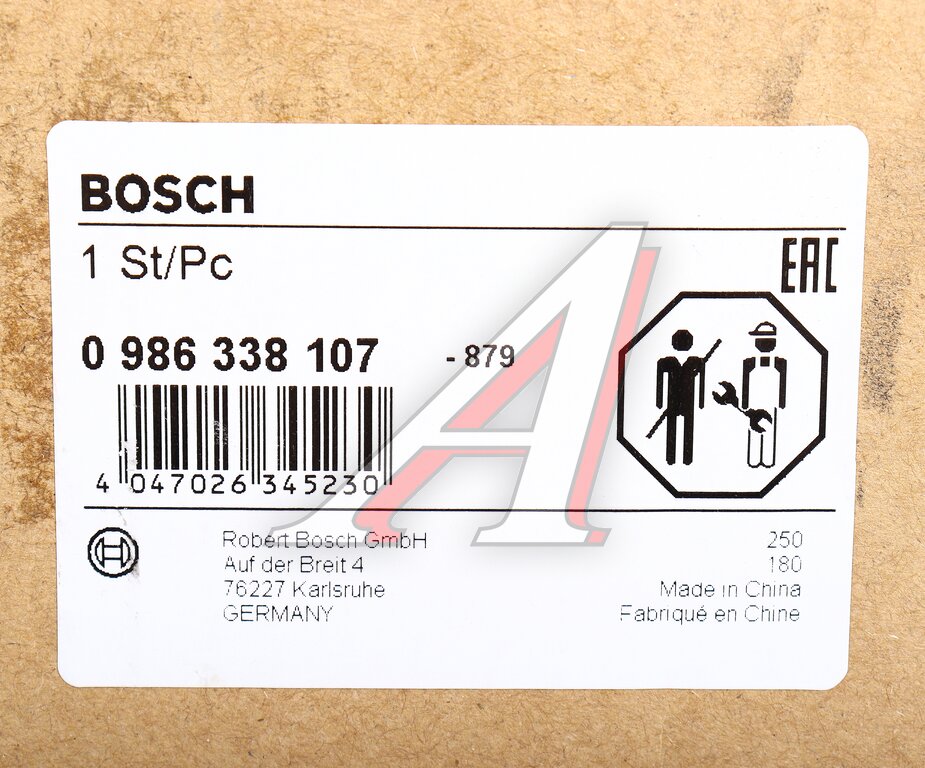 BOSCH
1 St/Pc
EAC
0 986 338 107 - 879
4 047026 345230
Robert Bosch GmbH 250
Auf der Breit 4 180
76227 Karlsruhe Made in China
GERMANY Fabriqué en Chine